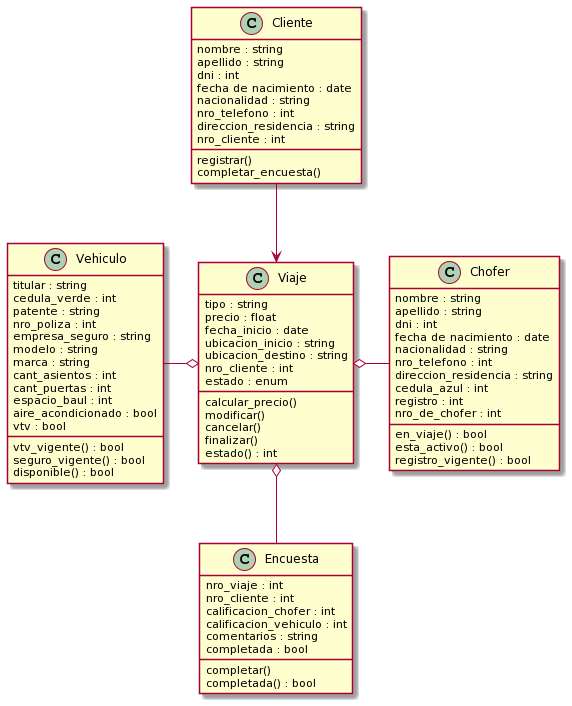 C Cliente
nombre : string
apellido : string
dni : int
fecha de nacimiento : date
nacionalidad : string
nro_telefono : int
direccion_residencia : string
nro_cliente : int
registrar()
completar_encuesta()
C Vehiculo
titular : string
cedula_verde : int
patente : string
nro_poliza : int
empresa_seguro : string
modelo : string
marca : string
cant_asientos : int
cant_puertas : int
espacio_baul : int
aire_acondicionado : bool
vtv : bool
vtv_vigente() : bool
seguro_vigente() : bool
disponible() : bool
C Viaje
tipo : string
precio : float
fecha_inicio : date
ubicacion_inicio : string
ubicacion_destino : string
nro_cliente : int
estado : enum
calcular_precio()
modificar()
cancelar()
finalizar()
estado() : int
C Chofer
nombre : string
apellido : string
dni : int
fecha de nacimiento : date
nacionalidad : string
nro_telefono : int
direccion_residencia : string
cedula_azul : int
registro : int
nro_de_chofer : int
en_viaje() : bool
esta_activo() : bool
registro_vigente() : bool
C Encuesta
nro_viaje : int
nro_cliente : int
calificacion_chofer : int
calificacion_vehiculo : int
comentarios : string
completada : bool
completar()
completada() : bool